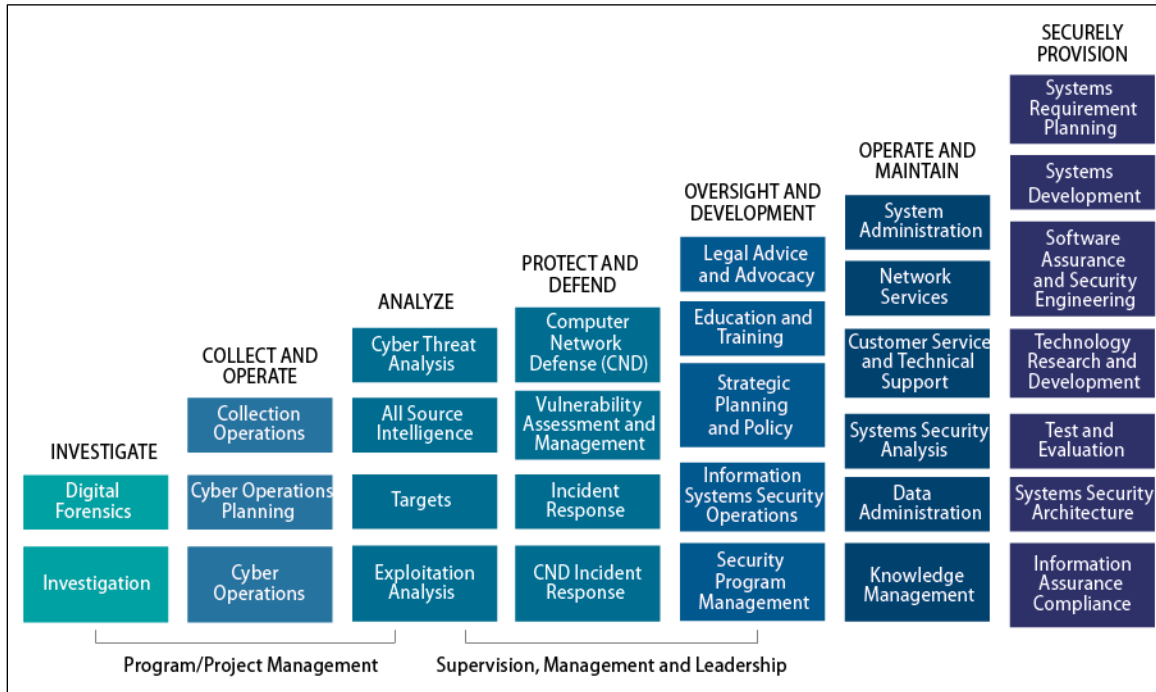 INVESTIGATE
Digital
Forensics
Investigation
COLLECT AND
OPERATE
Collection
Operations
Cyber Operations
Planning
Cyber
Operations
ANALYZE
Cyber Threat
Analysis
All Source
Intelligence
Targets
Exploitation
Analysis
PROTECT AND
DEFEND
Computer
Network
Defense (CND)
Vulnerability
Assessment and
Management
Incident
Response
CND Incident
Response
OVERSIGHT AND
DEVELOPMENT
Legal Advice
and Advocacy
Education and
Training
Strategic
Planning
and Policy
Information
Systems Security
Operations
Security
Program
Management
OPERATE AND
MAINTAIN
System
Administration
Network
Services
Customer Service
and Technical
Support
Systems Security
Analysis
Data
Administration
Knowledge
Management
SECURELY
PROVISION
Systems
Requirement
Planning
Systems
Development
Software
Assurance
and Security
Engineering
Technology
Research and
Development
Test and
Evaluation
Systems Security
Architecture
Information
Assurance
Compliance
Program/Project Management
Supervision, Management and Leadership